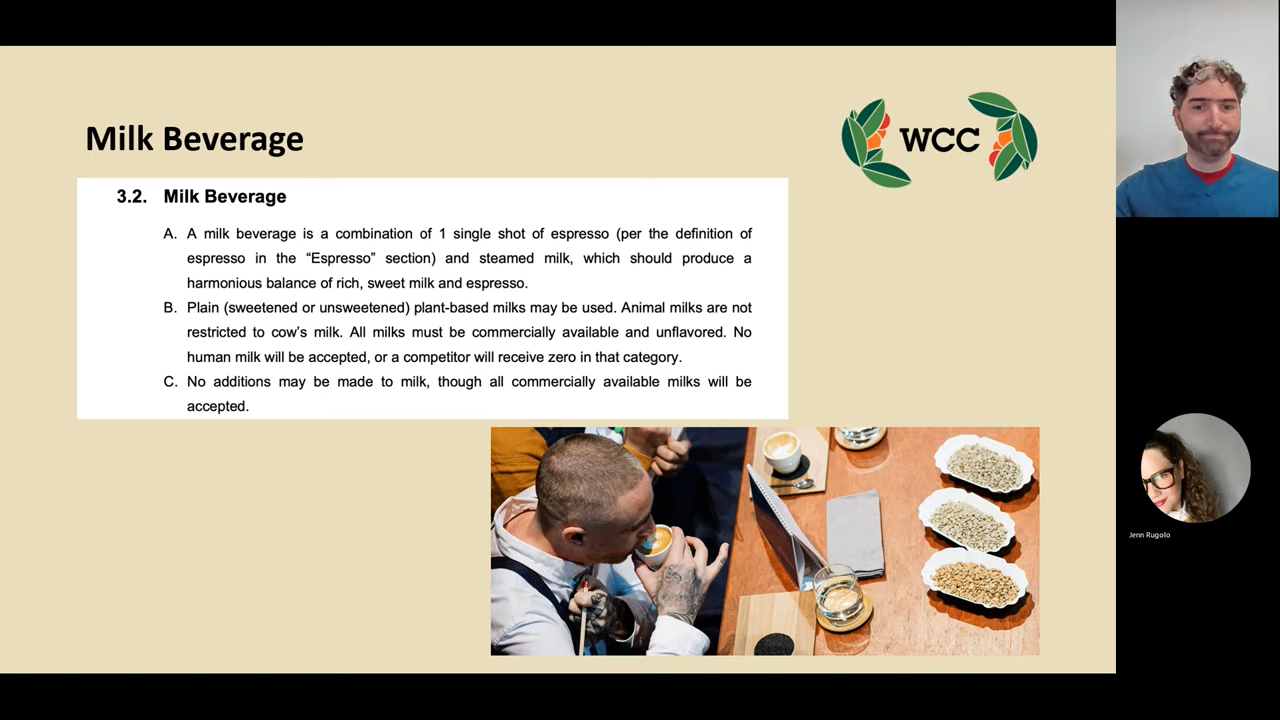 Milk Beverage
WCC
3.2. Milk Beverage
A. A milk beverage is a combination of 1 single shot of espresso (per the definition of
espresso in the “Espresso” section) and steamed milk, which should produce a
harmonious balance of rich, sweet milk and espresso.
B. Plain (sweetened or unsweetened) plant-based milks may be used. Animal milks are not
restricted to cow’s milk. All milks must be commercially available and unflavored. No
human milk will be accepted, or a competitor will receive zero in that category.
C. No additions may be made to milk, though all commercially available milks will be
accepted.
Jenn Rugolo